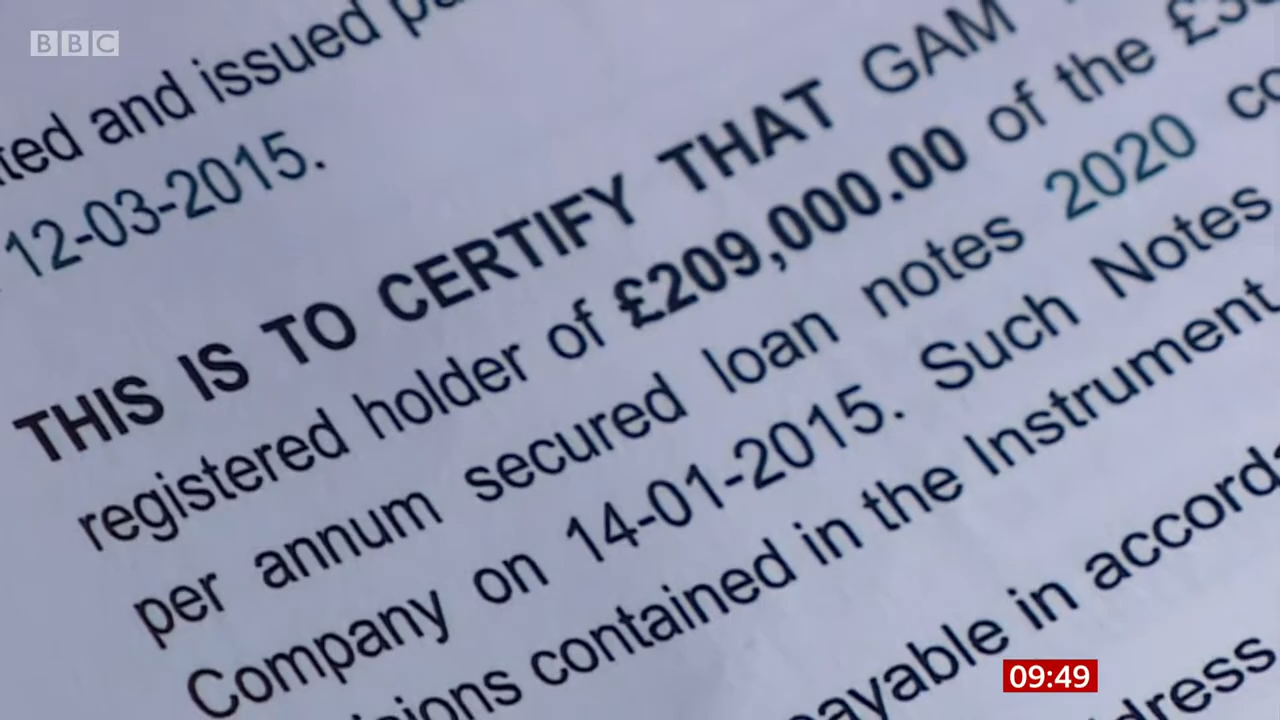 BBC
and issued
12-03-2015.
THIS IS TO CERTIFY THAT GAM
registered holder of £209,000.00 of the
per annum secured loan notes 2020
Company on 14-01-2015. Such Notes
contained in the Instrument
in
09:49